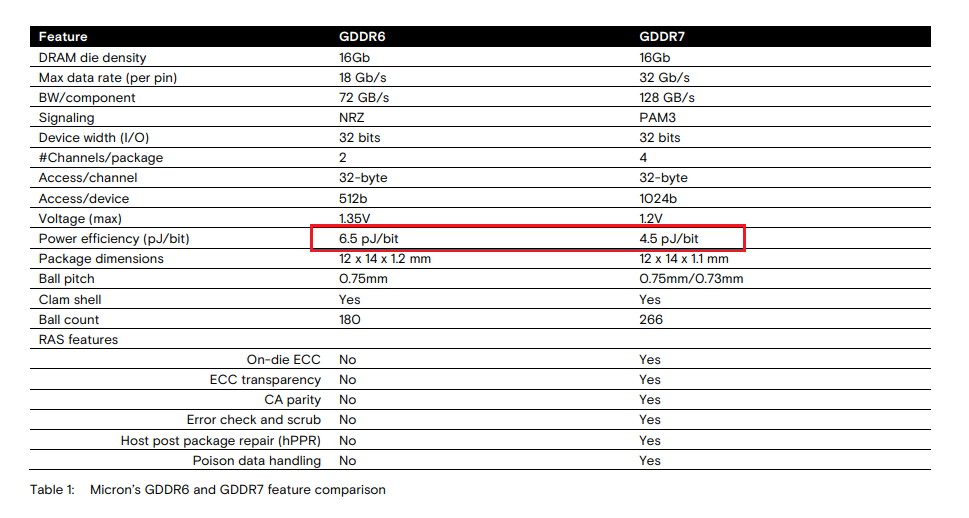 Feature GDDR6 GDDR7
DRAM die density 16Gb 16Gb
Max data rate (per pin) 18 Gb/s 32 Gb/s
BW/component 72 GB/s 128 GB/s
Signaling NRZ PAM3
Device width (I/O) 32 bits 32 bits
#Channels/package 2 4
Access/channel 32-byte 32-byte
Access/device 512b 1024b
Voltage (max) 1.35V 1.2V
Power efficiency (pJ/bit) 6.5 pJ/bit 4.5 pJ/bit
Package dimensions 12 x 14 x 1.2 mm 12 x 14 x 1.1 mm
Ball pitch 0.75mm 0.75mm/0.73mm
Clam shell Yes Yes
Ball count 180 266
RAS features
On-die ECC No Yes
ECC transparency No Yes
CA parity No Yes
Error check and scrub No Yes
Host post package repair (hPPR) No Yes
Poison data handling No Yes
Table 1: Micron's GDDR6 and GDDR7 feature comparison